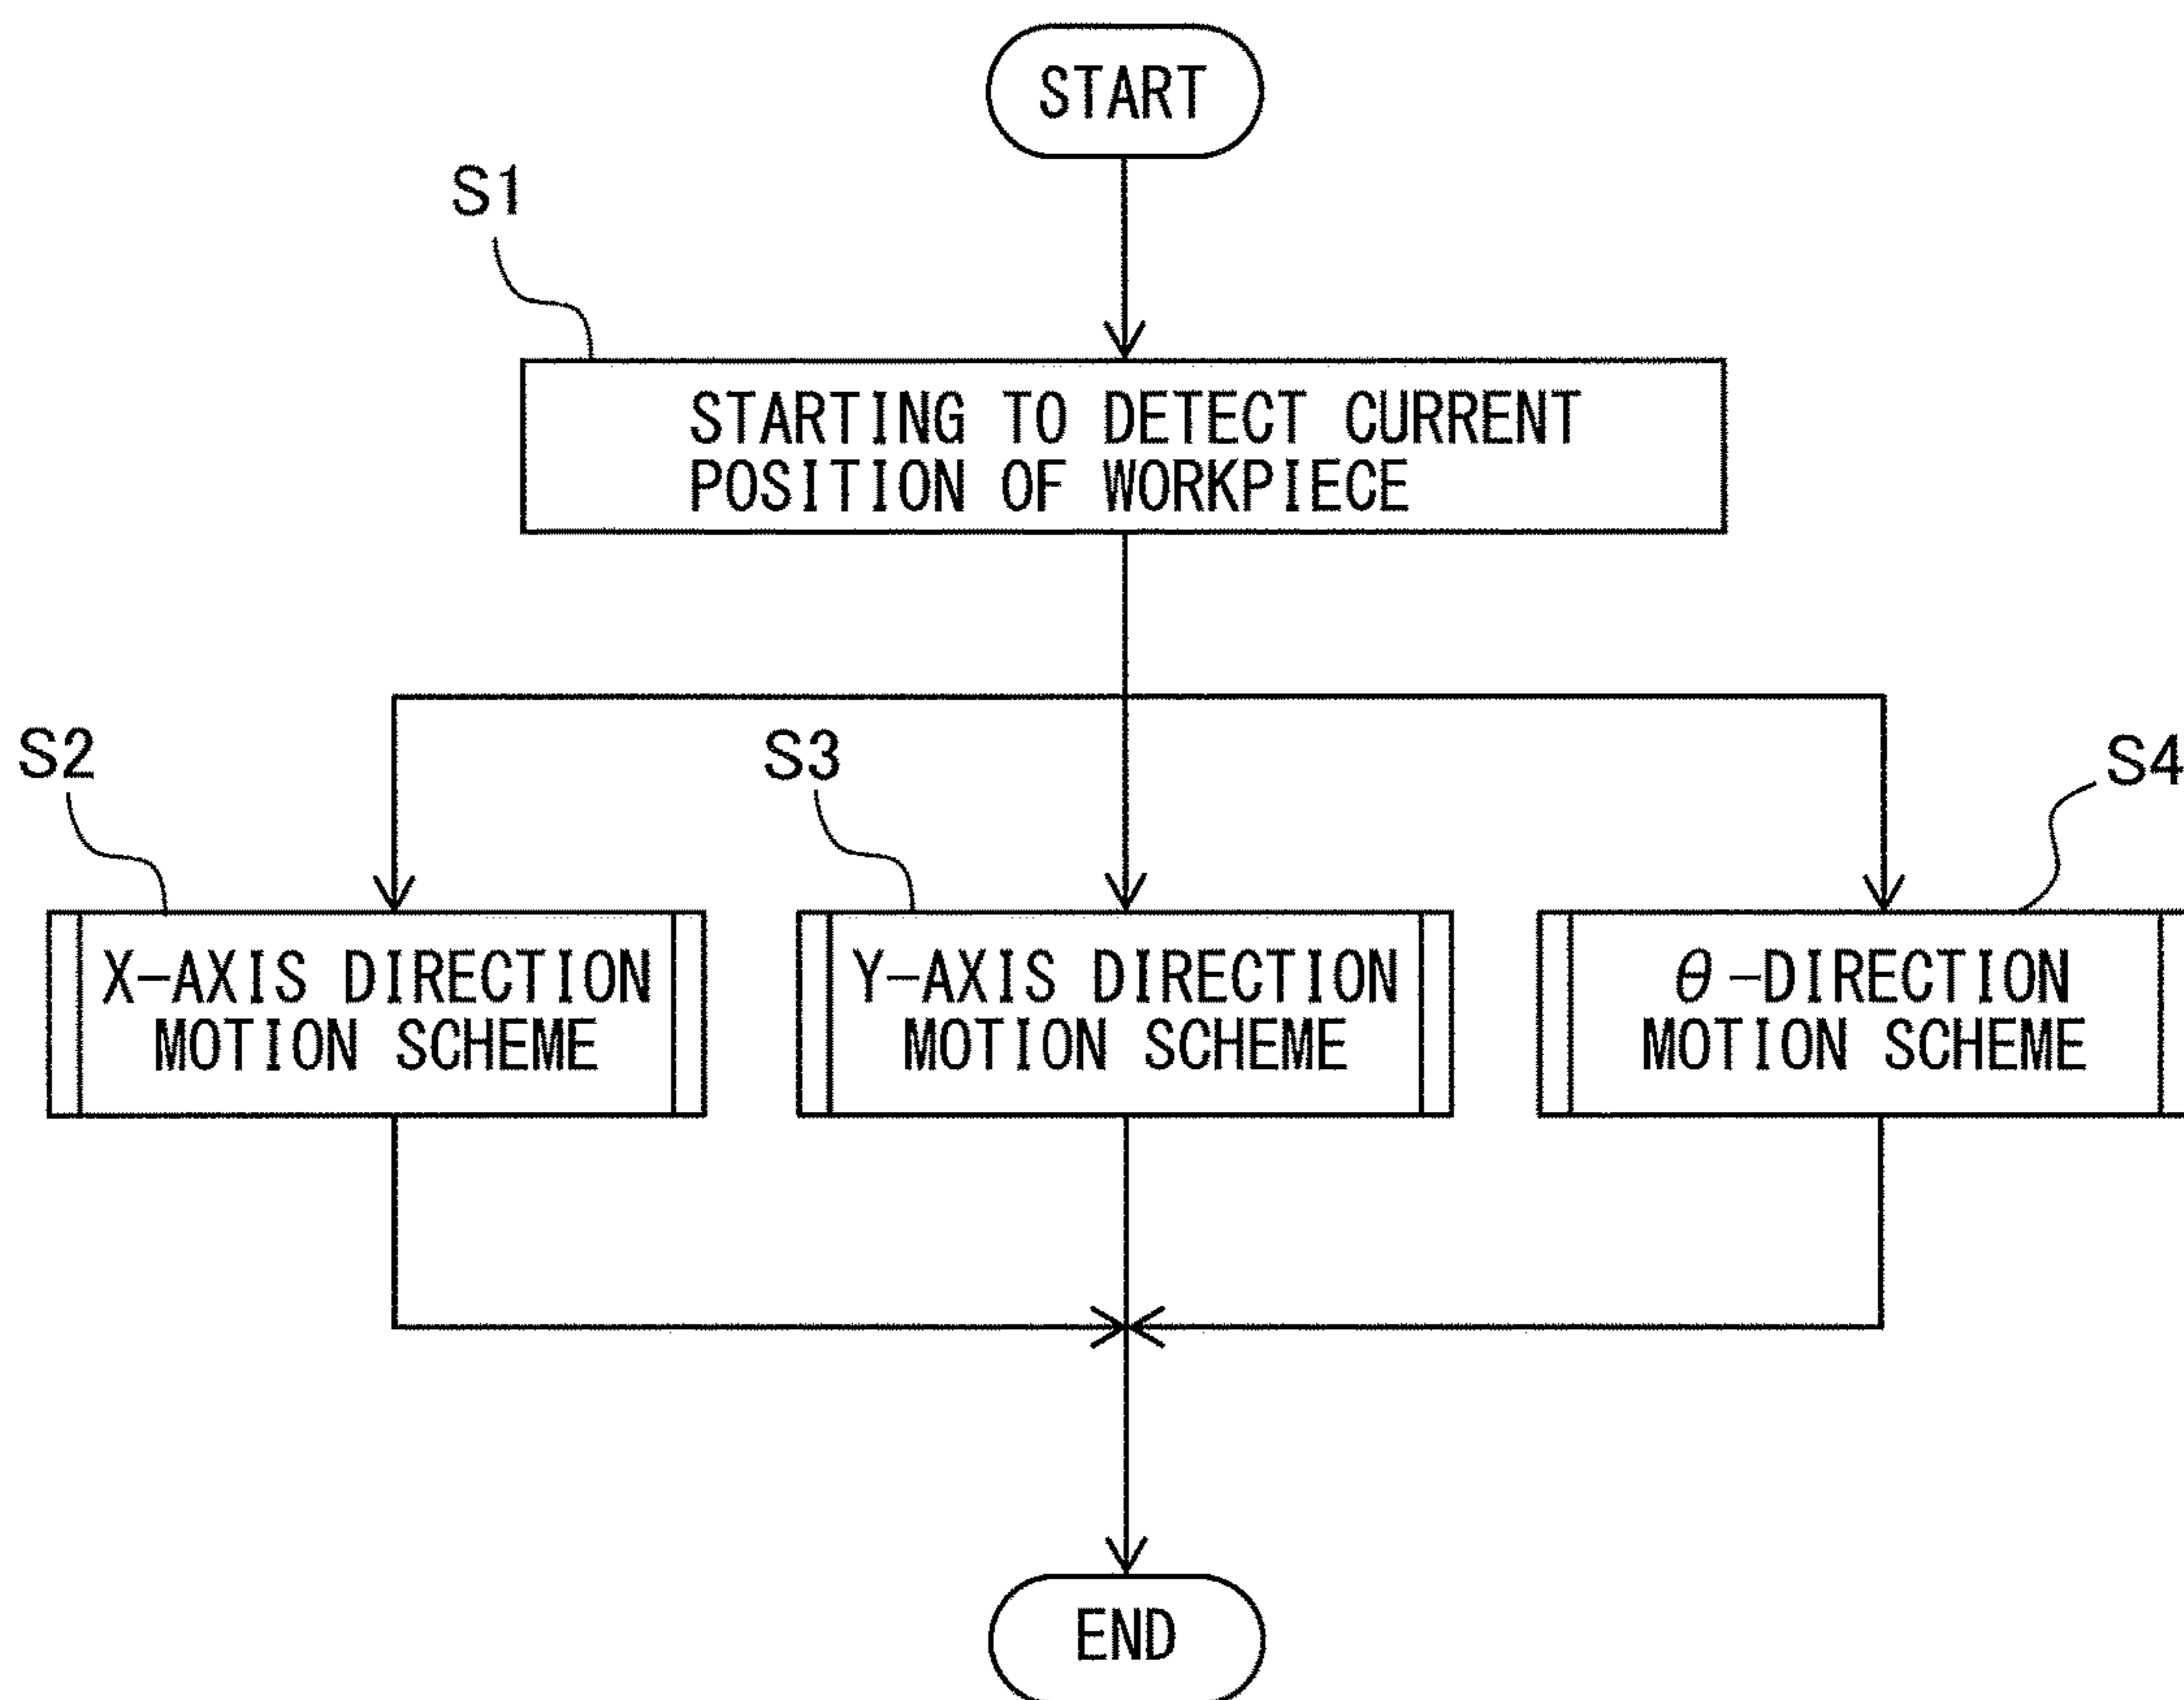 START
S1
STARTING TO DETECT CURRENT
POSITION OF WORKPIECE
S2
S3
S4
X-AXIS DIRECTION
MOTION SCHEME
Y-AXIS DIRECTION
MOTION SCHEME
θ-DIRECTION
MOTION SCHEME
END